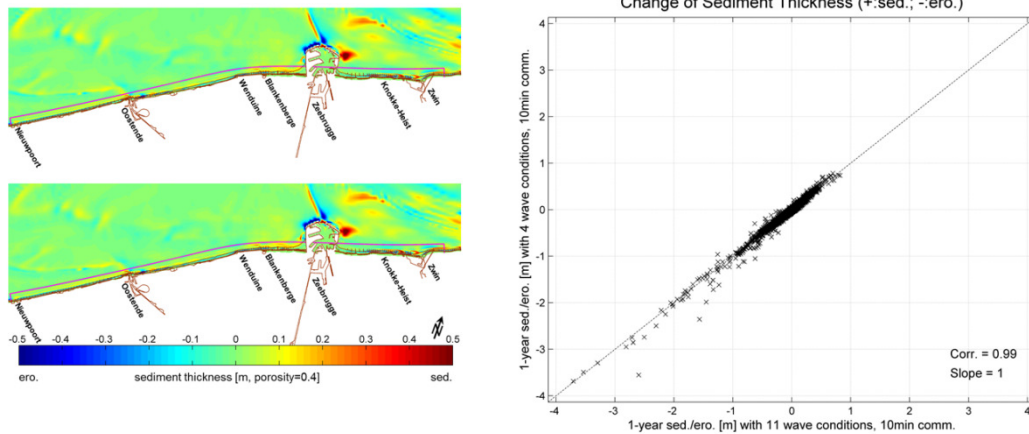 Nieuwpoort
Oostende
Wenduine
Blankenberge
Zeebrugge
Knokke-Heist
Zwin
Nieuwpoort
Oostende
Wenduine
Blankenberge
Zeebrugge
Knokke-Heist
Zwin
N
-0.5 -0.4 -0.3 -0.2 -0.1 0 0.1 0.2 0.3 0.4 0.5
ero. sediment thickness [m, porosity=0.4] sed.
Change of Sediment Thickness (+:sed.; -:ero.)
1-year sed./ero. [m] with 4 wave conditions, 10min comm.
4
3
2
1
0
-1
-2
-3
-4
Corr. = 0.99
Slope = 1
-4 -3 -2 -1 0 1 2 3 4
1-year sed./ero. [m] with 11 wave conditions, 10min comm.